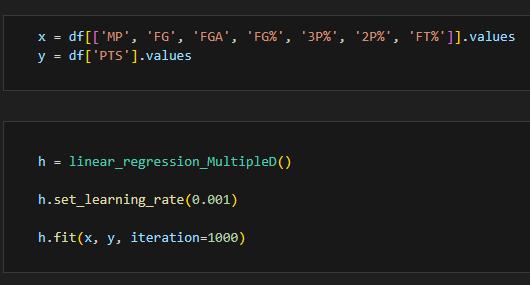 x = df[['MP', 'FG', 'FGA', 'FG%', '3P%', '2P%', 'FT%']].values
y = df['PTS'].values
h = linear_regression_MultipleD()
h.set_learning_rate(0.001)
h.fit(x, y, iteration=1000)